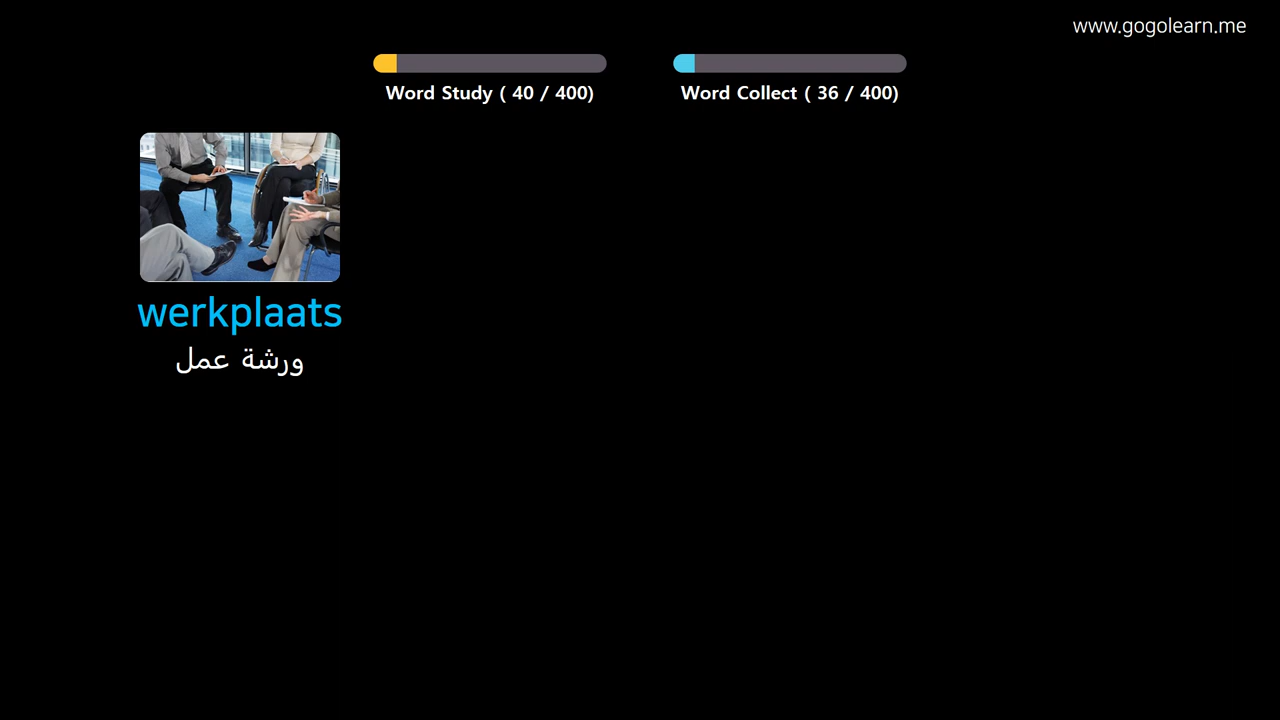 www.gogolearn.me
Word Study ( 40 / 400)
Word Collect ( 36 / 400)
werkplaats
ورشة عمل